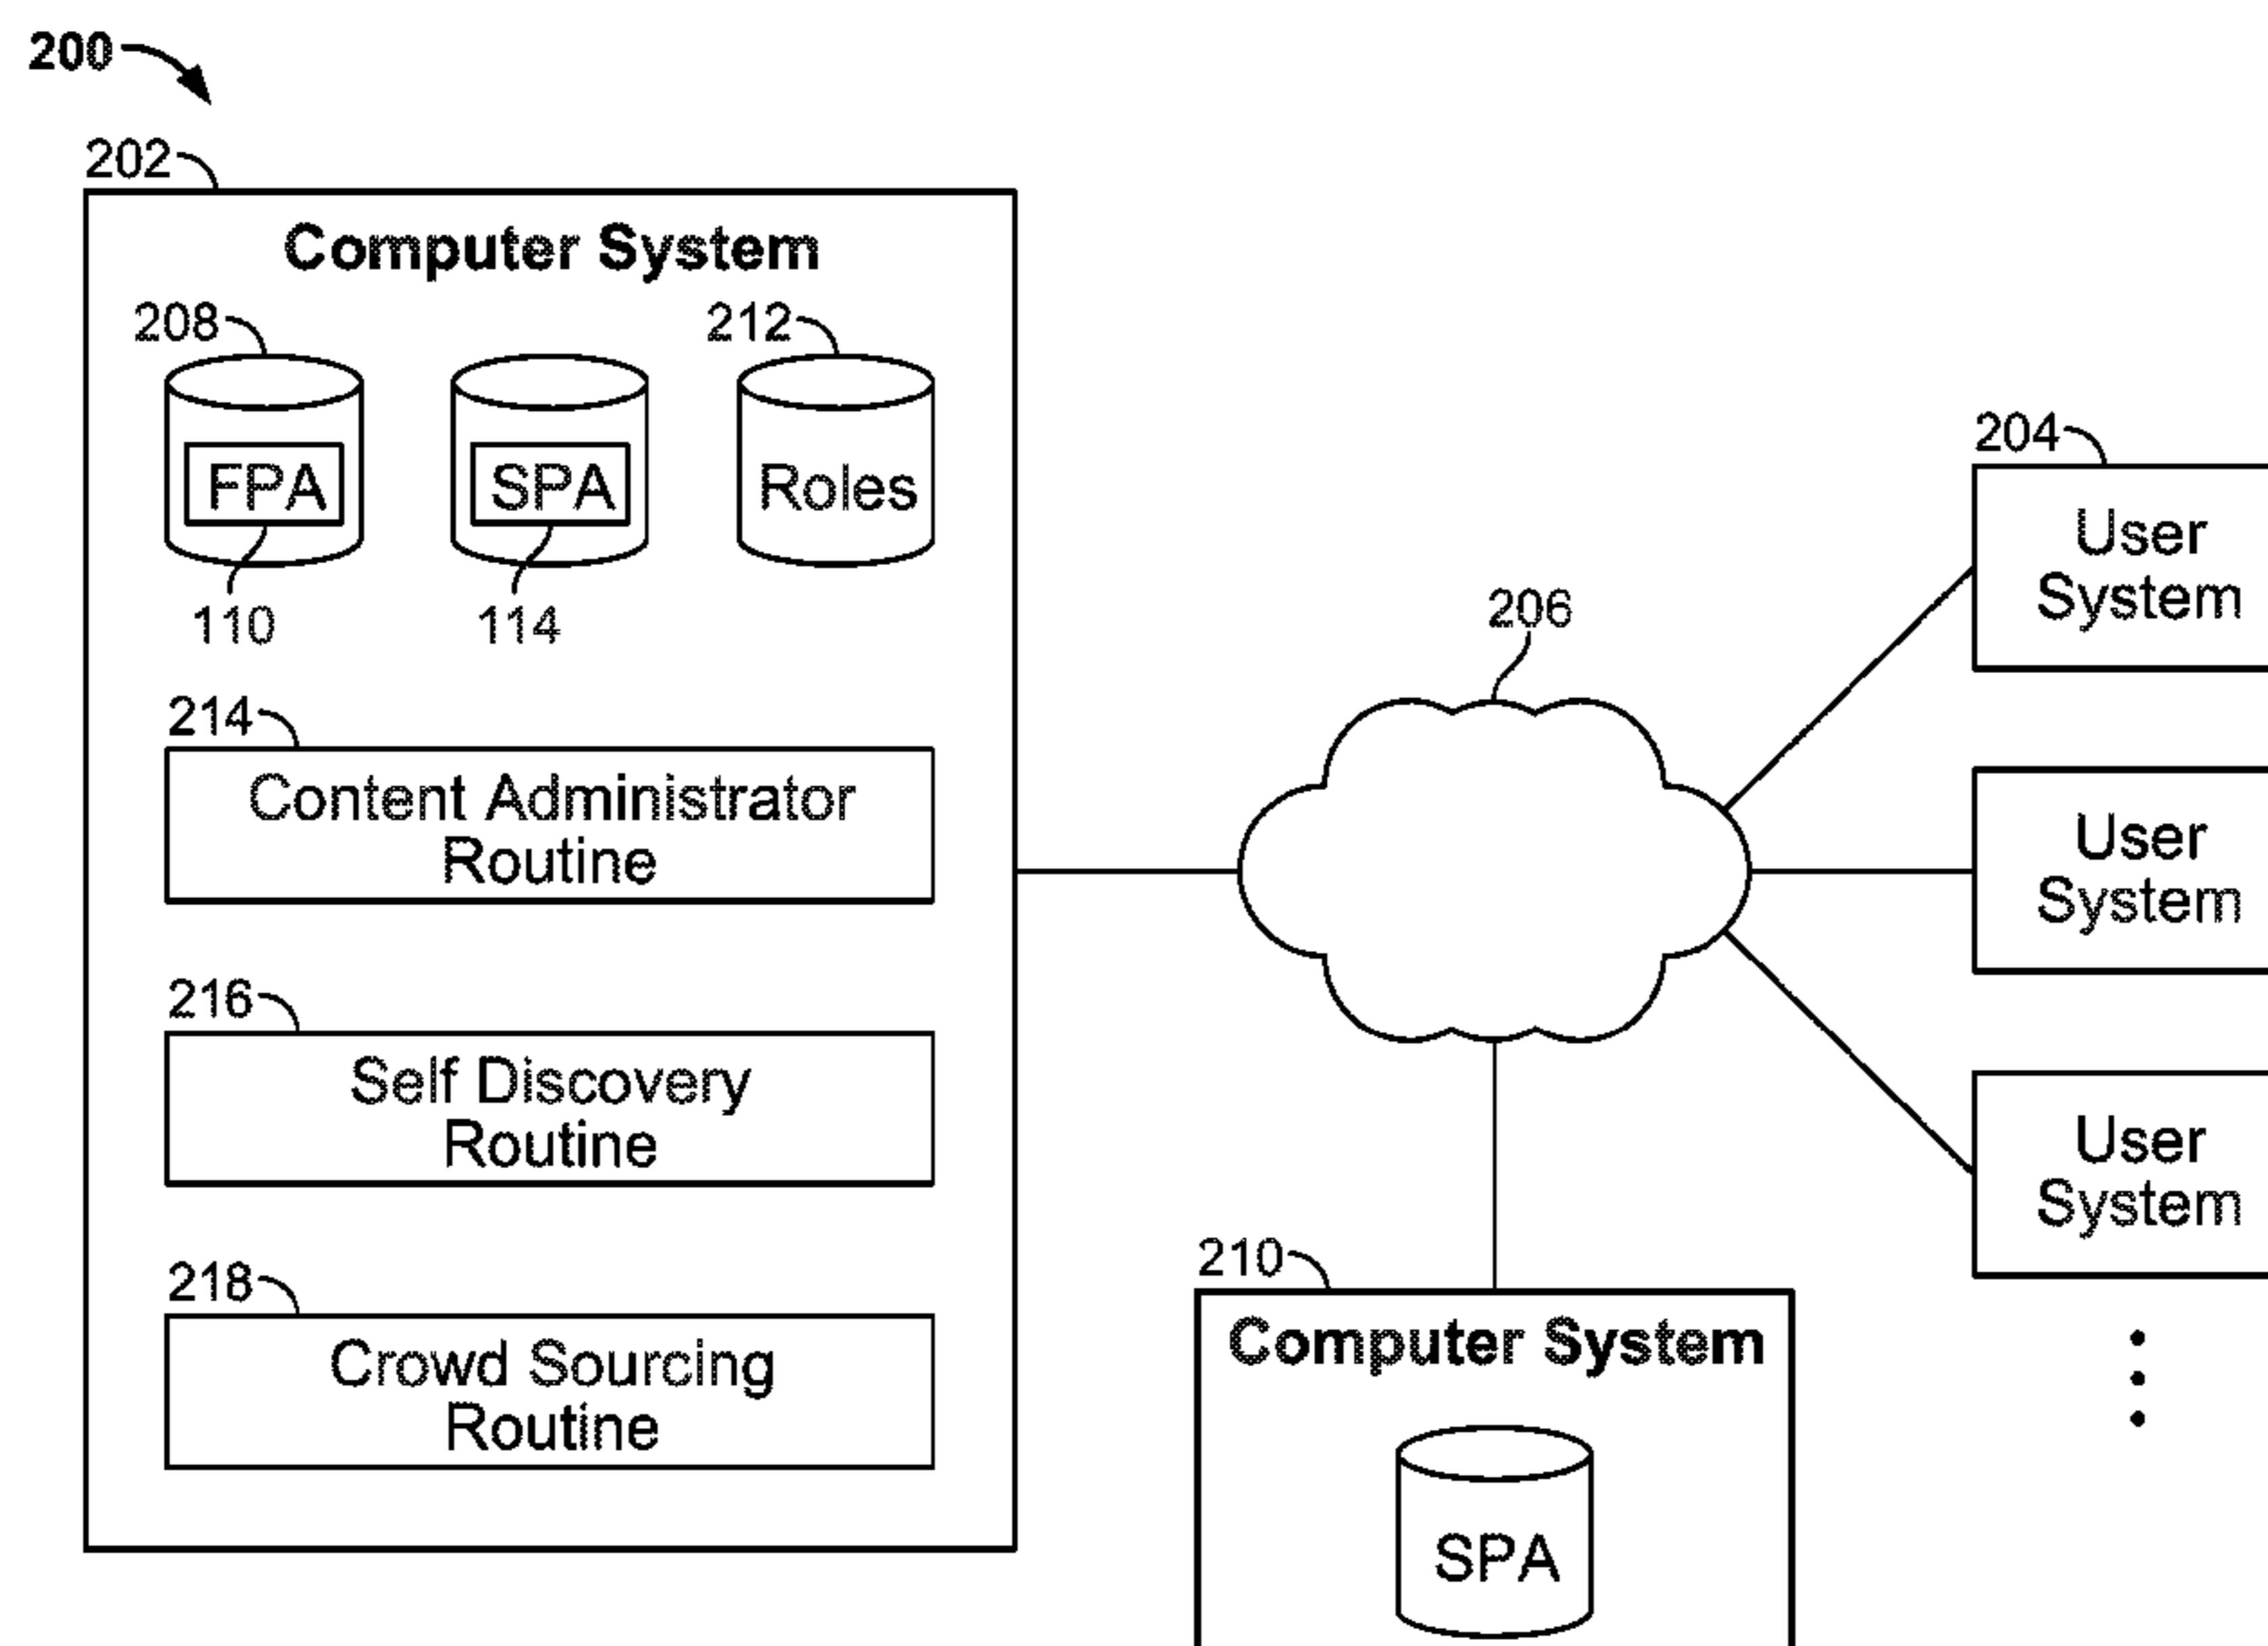 200
202
Computer System
208
212
FPA
SPA
Roles
110
114
214
Content Administrator
Routine
216
Self Discovery
Routine
218
Crowd Sourcing
Routine
206
204
User
System
User
System
User
System
210
Computer System
SPA